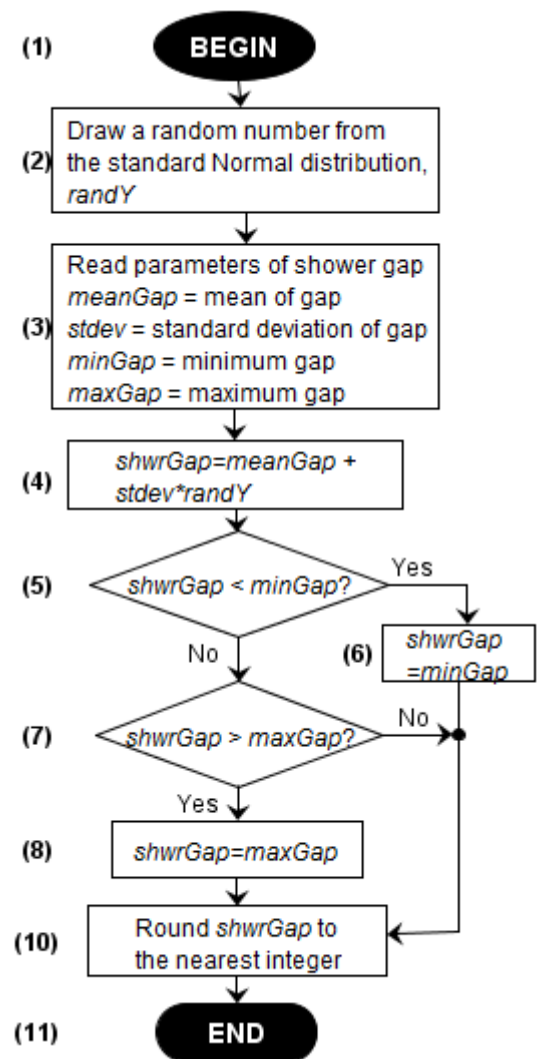 (1) BEGIN
Draw a random number from
(2) the standard Normal distribution,
randY
Read parameters of shower gap
meanGap = mean of gap
(3) stdev = standard deviation of gap
minGap = minimum gap
maxGap = maximum gap
shwrGap=meanGap +
(4) stdev*randY
(5) shwrGap < minGap? Yes
No (6) shwrGap
=minGap
(7) shwrGap > maxGap? No
Yes
(8) shwrGap=maxGap
Round shwrGap to
(10) the nearest integer
(11) END